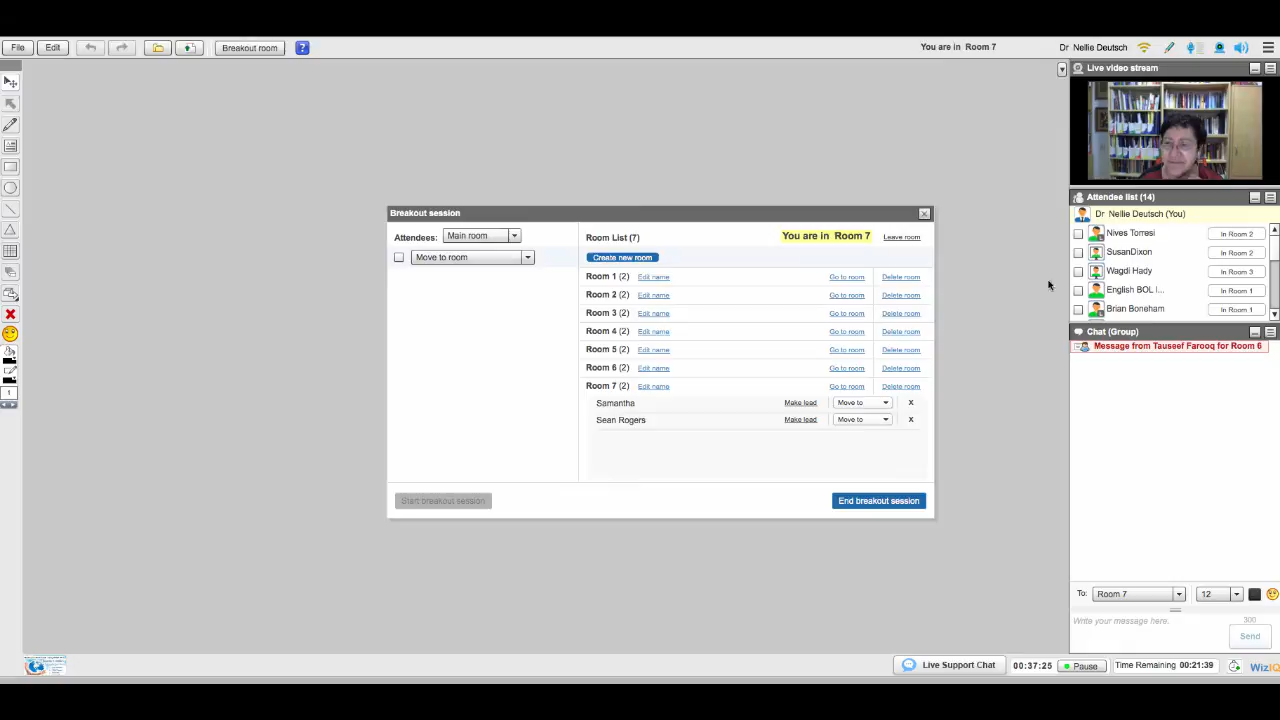 File Edit Breakout room ? You are in Room 7 Dr Nellie Deutsch
Live video stream
Attendee list (14)
Dr Nellie Deutsch (You)
Nives Torresi In Room 2
SusanDixon In Room 2
Wagdi Hady In Room 3
English BOL I... In Room 1
Brian Boneham In Room 1
Chat (Group)
Message from Tauseef Farooq for Room 6
Breakout session
Attendees: Main room
Move to room
Room List (7) You are in Room 7 Leave room
Create new room
Room 1 (2) Edit name Go to room Delete room
Room 2 (2) Edit name Go to room Delete room
Room 3 (2) Edit name Go to room Delete room
Room 4 (2) Edit name Go to room Delete room
Room 5 (2) Edit name Go to room Delete room
Room 6 (2) Edit name Go to room Delete room
Room 7 (2) Edit name Go to room Delete room
Samantha Make lead Move to x
Sean Rogers Make lead Move to x
Start breakout session End breakout session
1
To: Room 7 12
Write your message here. 300
Send
Live Support Chat 00:37:25 Pause Time Remaining 00:21:39 WizIQ